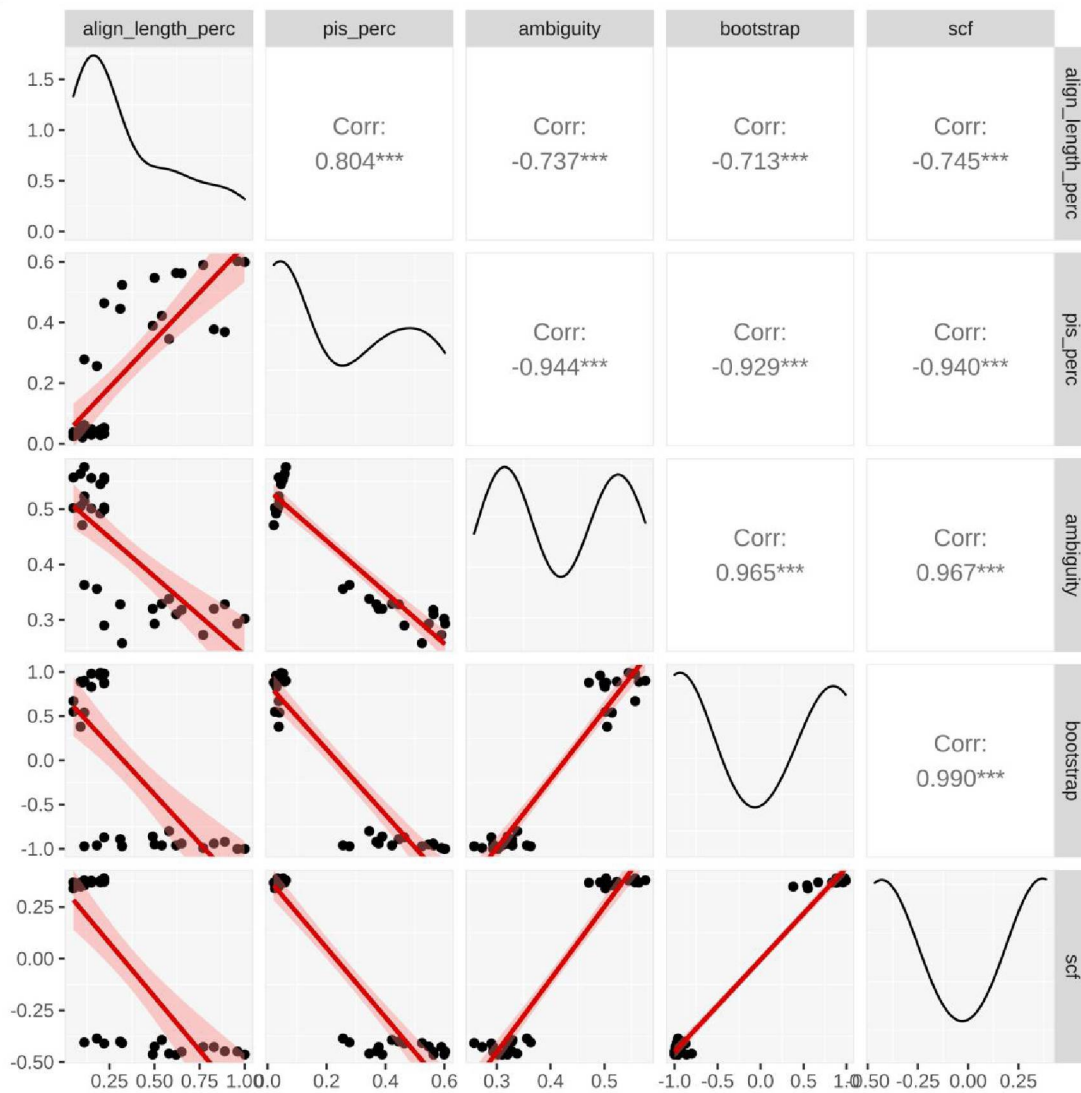 align_length_perc pis_perc ambiguity bootstrap scf
1.5
1.0
0.5
0.0
Corr:
0.804***
Corr:
-0.737***
Corr:
-0.713***
Corr:
-0.745***
align_length_perc
0.6
0.4
0.2
0.0
Corr:
-0.944***
Corr:
-0.929***
Corr:
-0.940***
pis_perc
0.5
0.4
0.3
Corr:
0.965***
Corr:
0.967***
ambiguity
1.0
0.5
0.0
-0.5
-1.0
Corr:
0.990***
bootstrap
0.25
0.00
-0.25
-0.50
scf
0.25 0.50 0.75 1.00 0.0 0.2 0.4 0.6 0.3 0.5 -1.0 -0.5 0.0 0.5 1.0 -0.50 -0.25 0.00 0.25